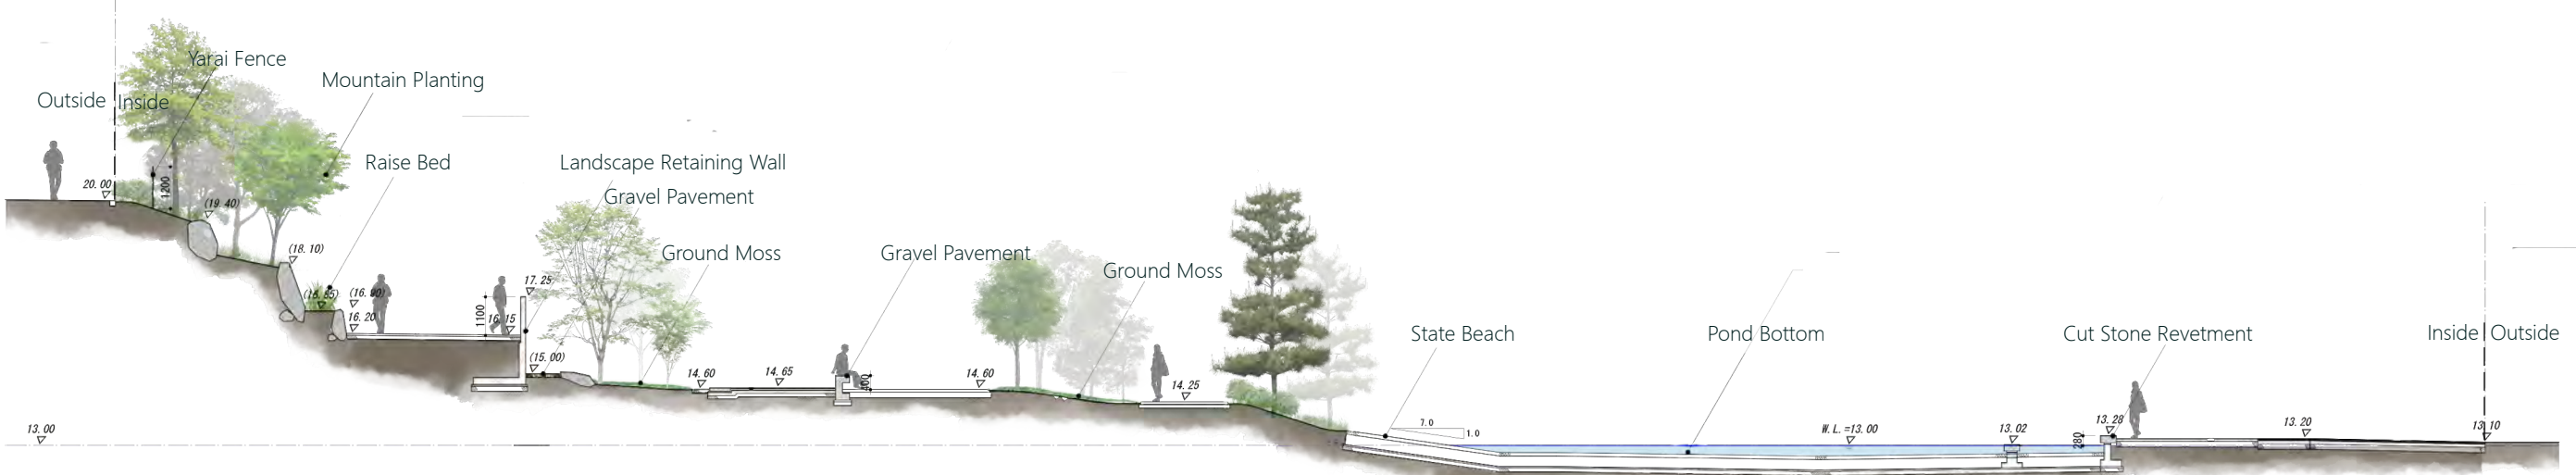 Yarai Fence
Mountain Planting
Outside Inside
Raise Bed
Landscape Retaining Wall
Gravel Pavement
Ground Moss
Gravel Pavement
Ground Moss
State Beach
Pond Bottom
Cut Stone Revetment
Inside Outside
20.00
1200
(19.40)
(18.10)
17.25
16.20
1100
16.15
(15.00)
14.60
14.65
400
14.60
14.25
13.00
7.0
1.0
W.L.=13.00
13.02
280
13.28
13.20
13.10